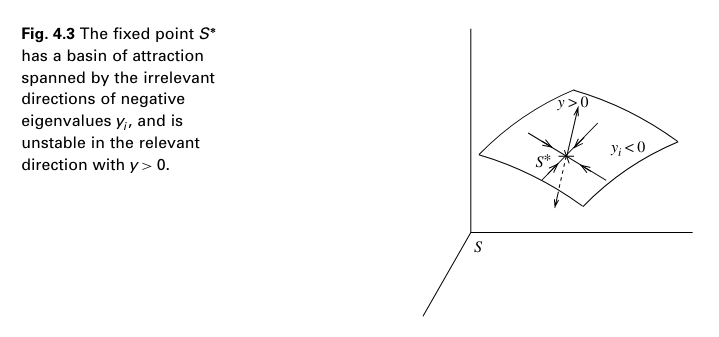 Fig. 4.3 The fixed point S*
has a basin of attraction
spanned by the irrelevant
directions of negative
eigenvalues yᵢ, and is
unstable in the relevant
direction with y > 0.
y > 0
yᵢ < 0
S*
S